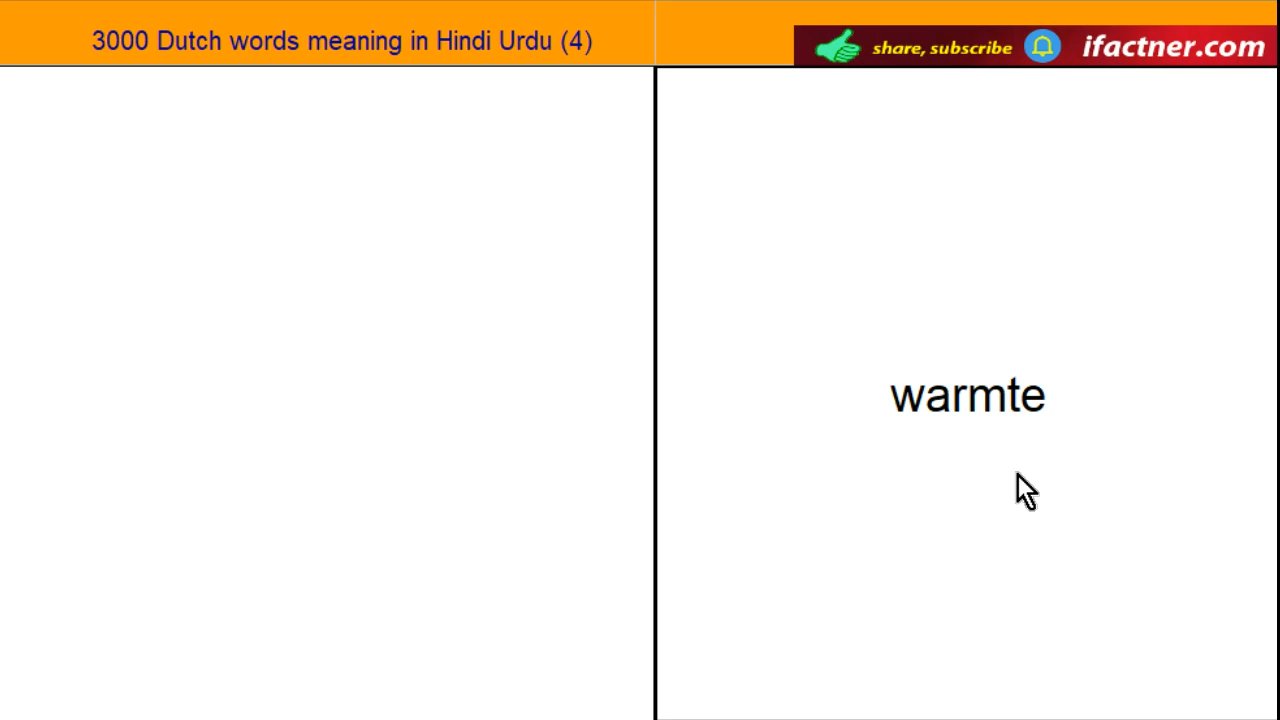 3000 Dutch words meaning in Hindi Urdu (4)
share, subscribe
ifactner.com
warmte